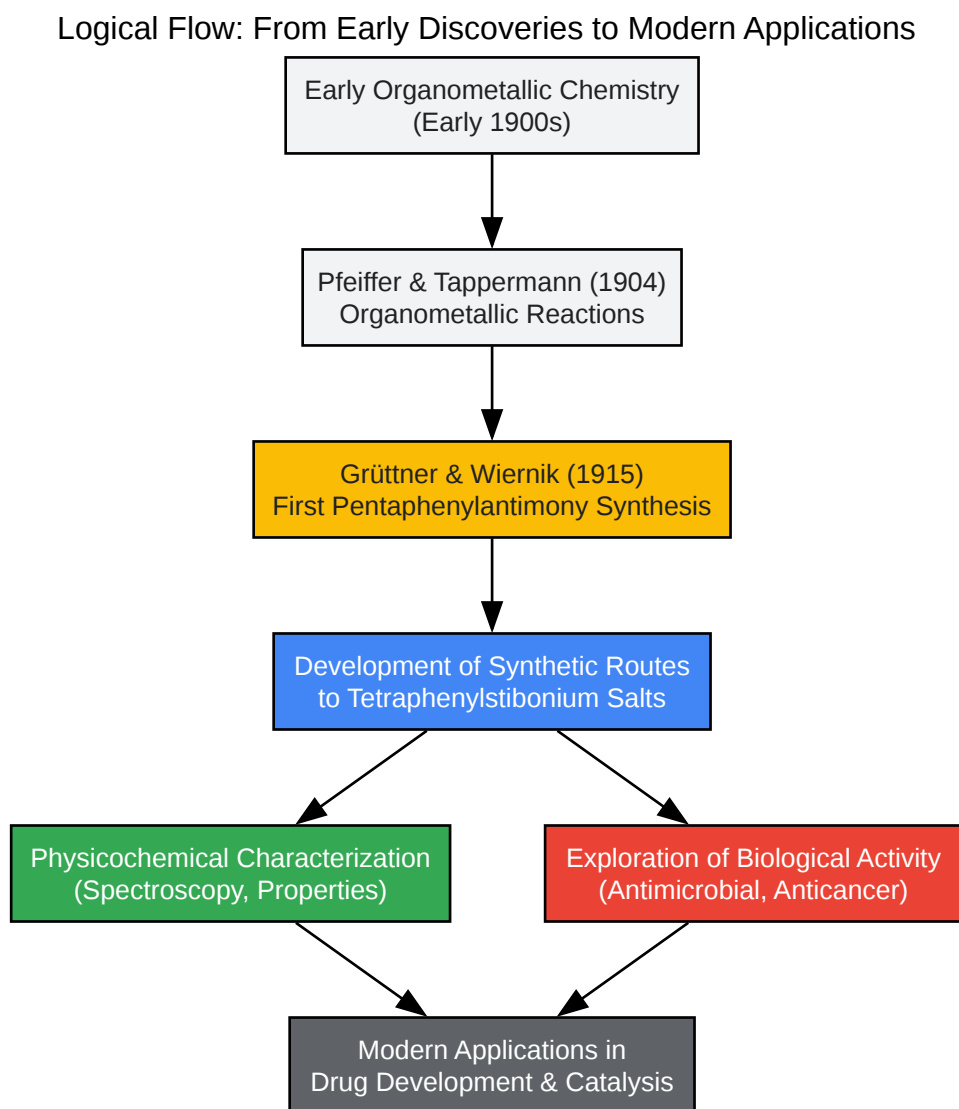 Logical Flow: From Early Discoveries to Modern Applications
Early Organometallic Chemistry
(Early 1900s)
Pfeiffer & Tappermann (1904)
Organometallic Reactions
Grüttner & Wiernik (1915)
First Pentaphenylantimony Synthesis
Development of Synthetic Routes
to Tetraphenylstibonium Salts
Physicochemical Characterization
(Spectroscopy, Properties)
Exploration of Biological Activity
(Antimicrobial, Anticancer)
Modern Applications in
Drug Development & Catalysis